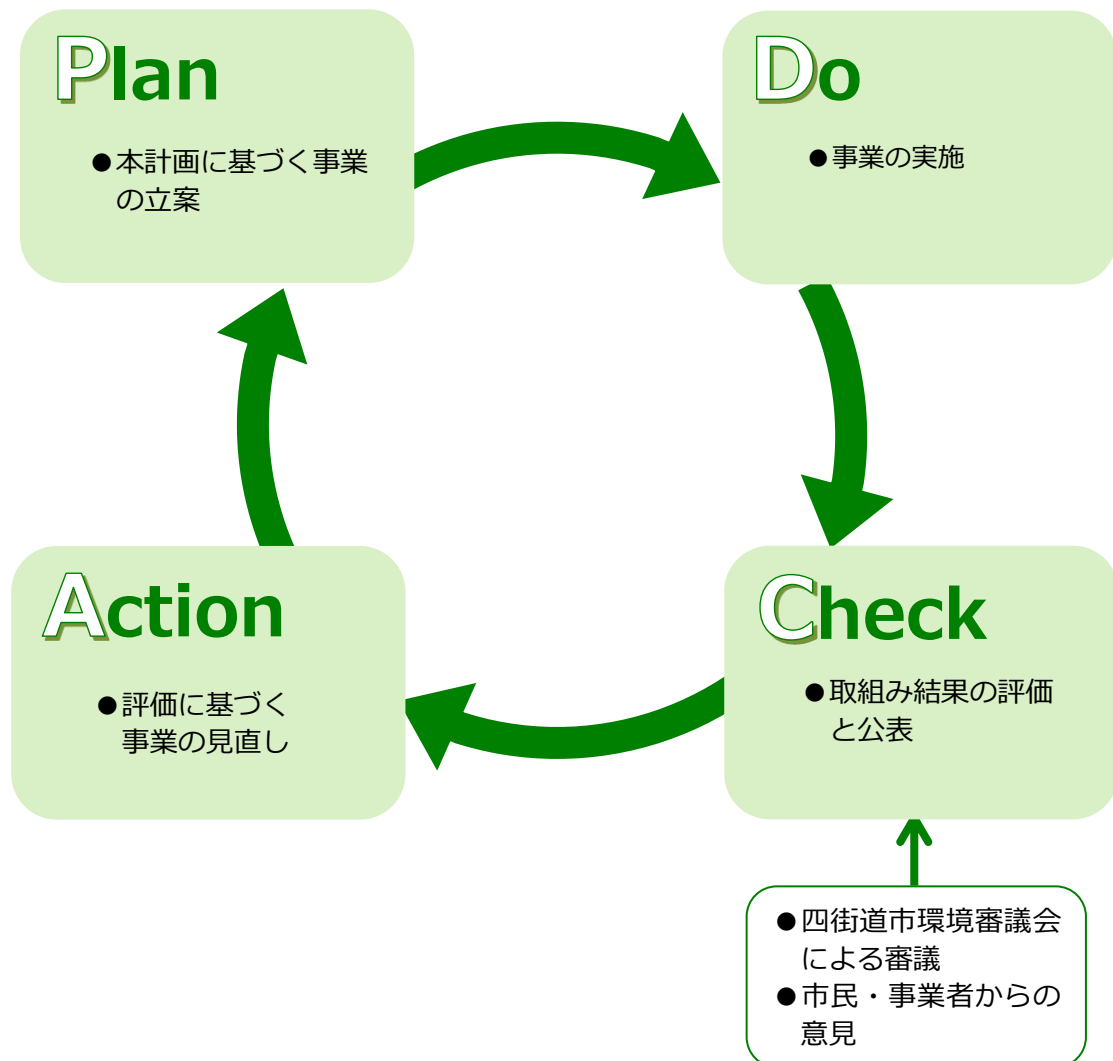 Plan
●本計画に基づく事業
の立案
Do
●事業の実施
Action
●評価に基づく
事業の見直し
Check
●取組み結果の評価
と公表
●四街道市環境審議会
による審議
●市民・事業者からの
意見